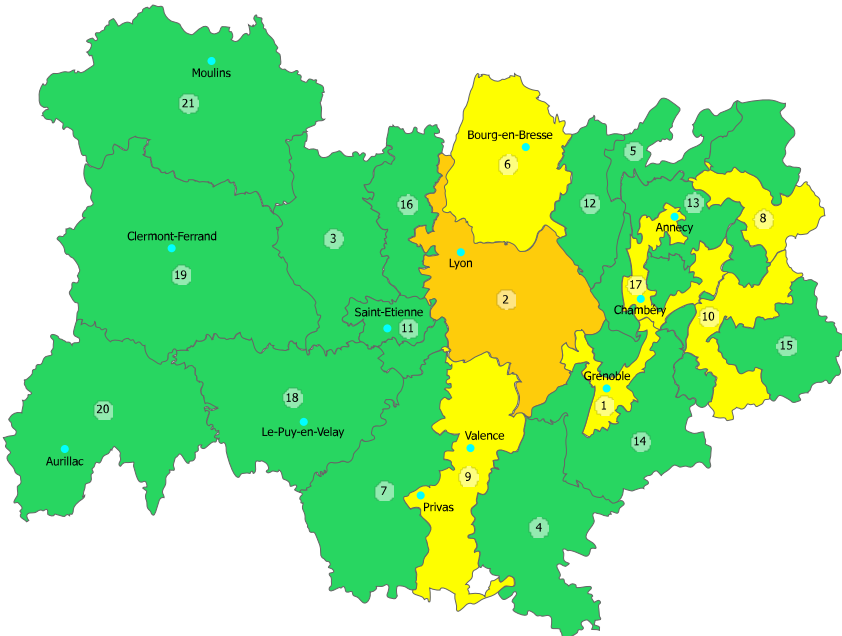 Moulins
21
Bourg-en-Bresse
6
5
12
16
13
8
Annecy
Clermont-Ferrand
3
19
Lyon
17
2
Chambéry
10
Saint-Etienne
11
15
Grenoble
1
18
20
Le-Puy-en-Velay
Aurillac
Valence
14
9
7
Privas
4